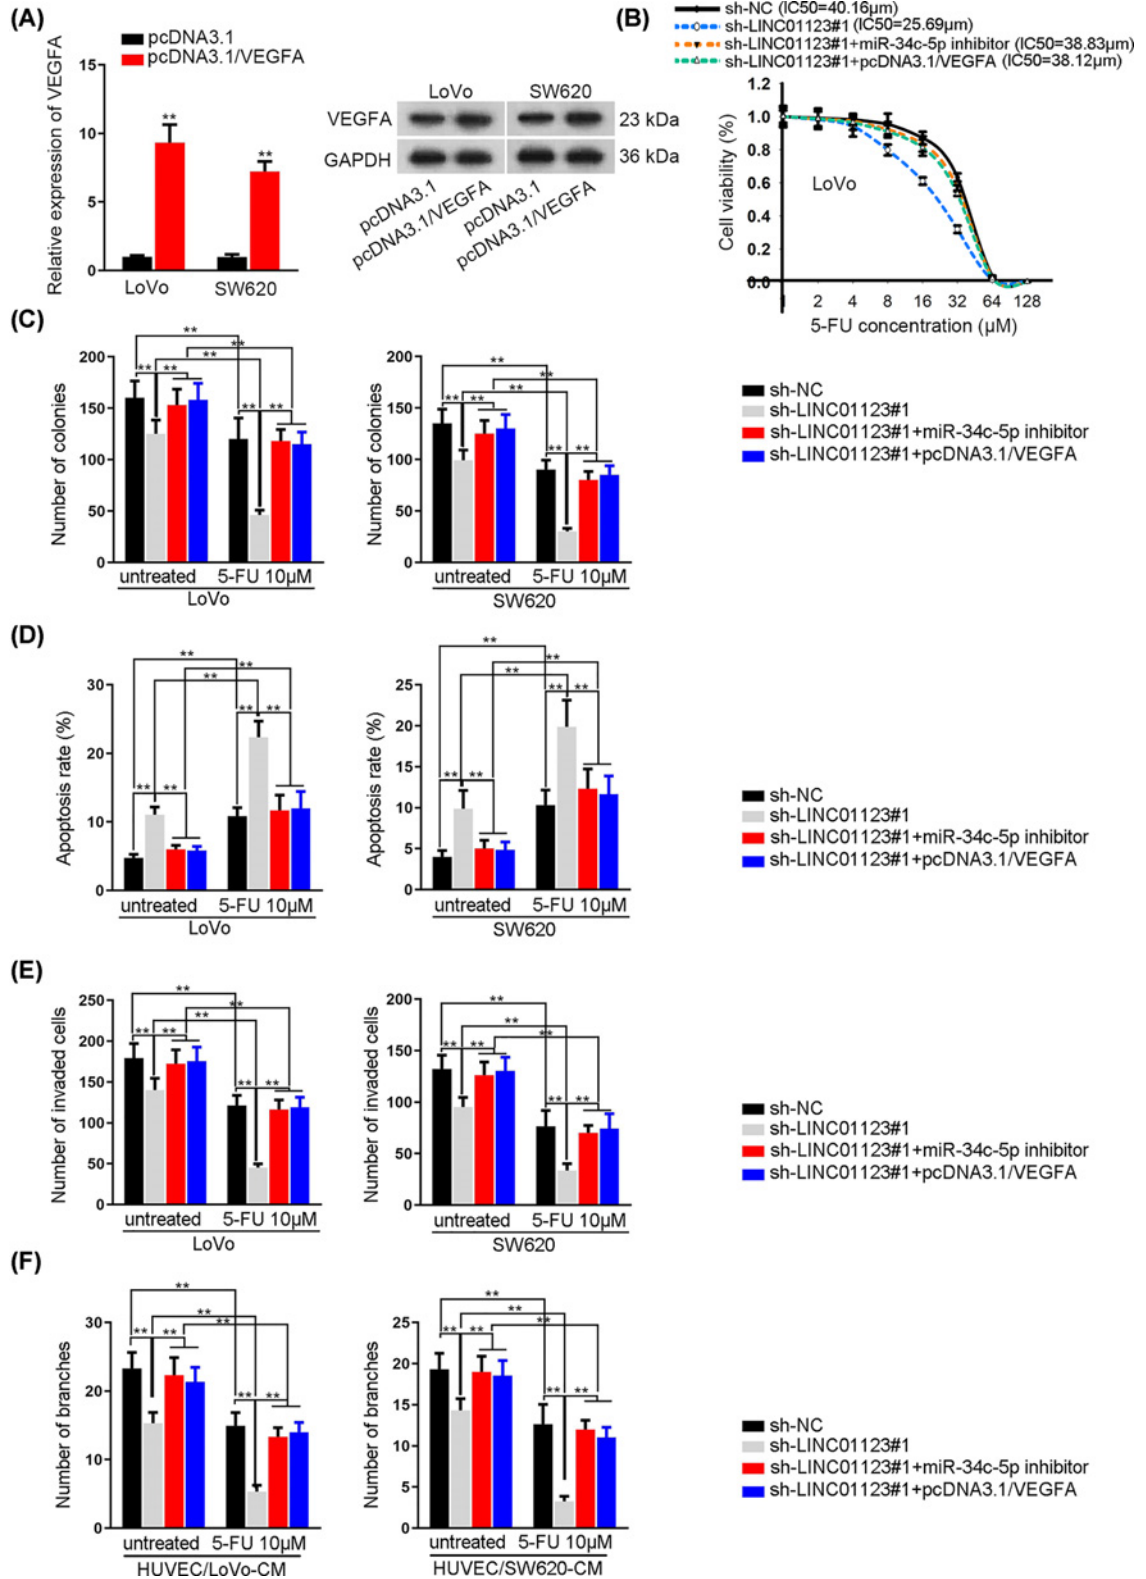 (A)
pcDNA3.1
pcDNA3.1/VEGFA
Relative expression of VEGFA
15
10
5
0
**
**
LoVo
SW620
LoVo
SW620
VEGFA
23 kDa
GAPDH
36 kDa
pcDNA3.1
pcDNA3.1/VEGFA
pcDNA3.1
pcDNA3.1/VEGFA
(B)
sh-NC (IC50=40.16μm)
sh-LINC01123#1 (IC50=25.69μm)
sh-LINC01123#1+miR-34c-5p inhibitor (IC50=38.83μm)
sh-LINC01123#1+pcDNA3.1/VEGFA (IC50=38.12μm)
Cell viability (%)
1.2
1.0
0.8
0.6
0.4
0.2
0.0
LoVo
2 4 8 16 32 64 128
5-FU concentration (μM)
(C)
Number of colonies
200
150
100
50
0
** ** ** ** ** ** **
untreated 5-FU 10μM
LoVo
Number of colonies
200
150
100
50
0
** ** ** ** ** ** **
untreated 5-FU 10μM
SW620
sh-NC
sh-LINC01123#1
sh-LINC01123#1+miR-34c-5p inhibitor
sh-LINC01123#1+pcDNA3.1/VEGFA
(D)
Apoptosis rate (%)
30
20
10
0
** ** ** ** ** ** **
untreated 5-FU 10μM
LoVo
Apoptosis rate (%)
25
20
15
10
5
0
** ** ** ** ** ** **
untreated 5-FU 10μM
SW620
sh-NC
sh-LINC01123#1
sh-LINC01123#1+miR-34c-5p inhibitor
sh-LINC01123#1+pcDNA3.1/VEGFA
(E)
Number of invaded cells
250
200
150
100
50
0
** ** ** ** ** ** **
untreated 5-FU 10μM
LoVo
Number of invaded cells
200
150
100
50
0
** ** ** ** ** ** **
untreated 5-FU 10μM
SW620
sh-NC
sh-LINC01123#1
sh-LINC01123#1+miR-34c-5p inhibitor
sh-LINC01123#1+pcDNA3.1/VEGFA
(F)
Number of branches
30
20
10
0
** ** ** ** ** ** **
untreated 5-FU 10μM
HUVEC/LoVo-CM
Number of branches
25
20
15
10
5
0
** ** ** ** ** ** **
untreated 5-FU 10μM
HUVEC/SW620-CM
sh-NC
sh-LINC01123#1
sh-LINC01123#1+miR-34c-5p inhibitor
sh-LINC01123#1+pcDNA3.1/VEGFA